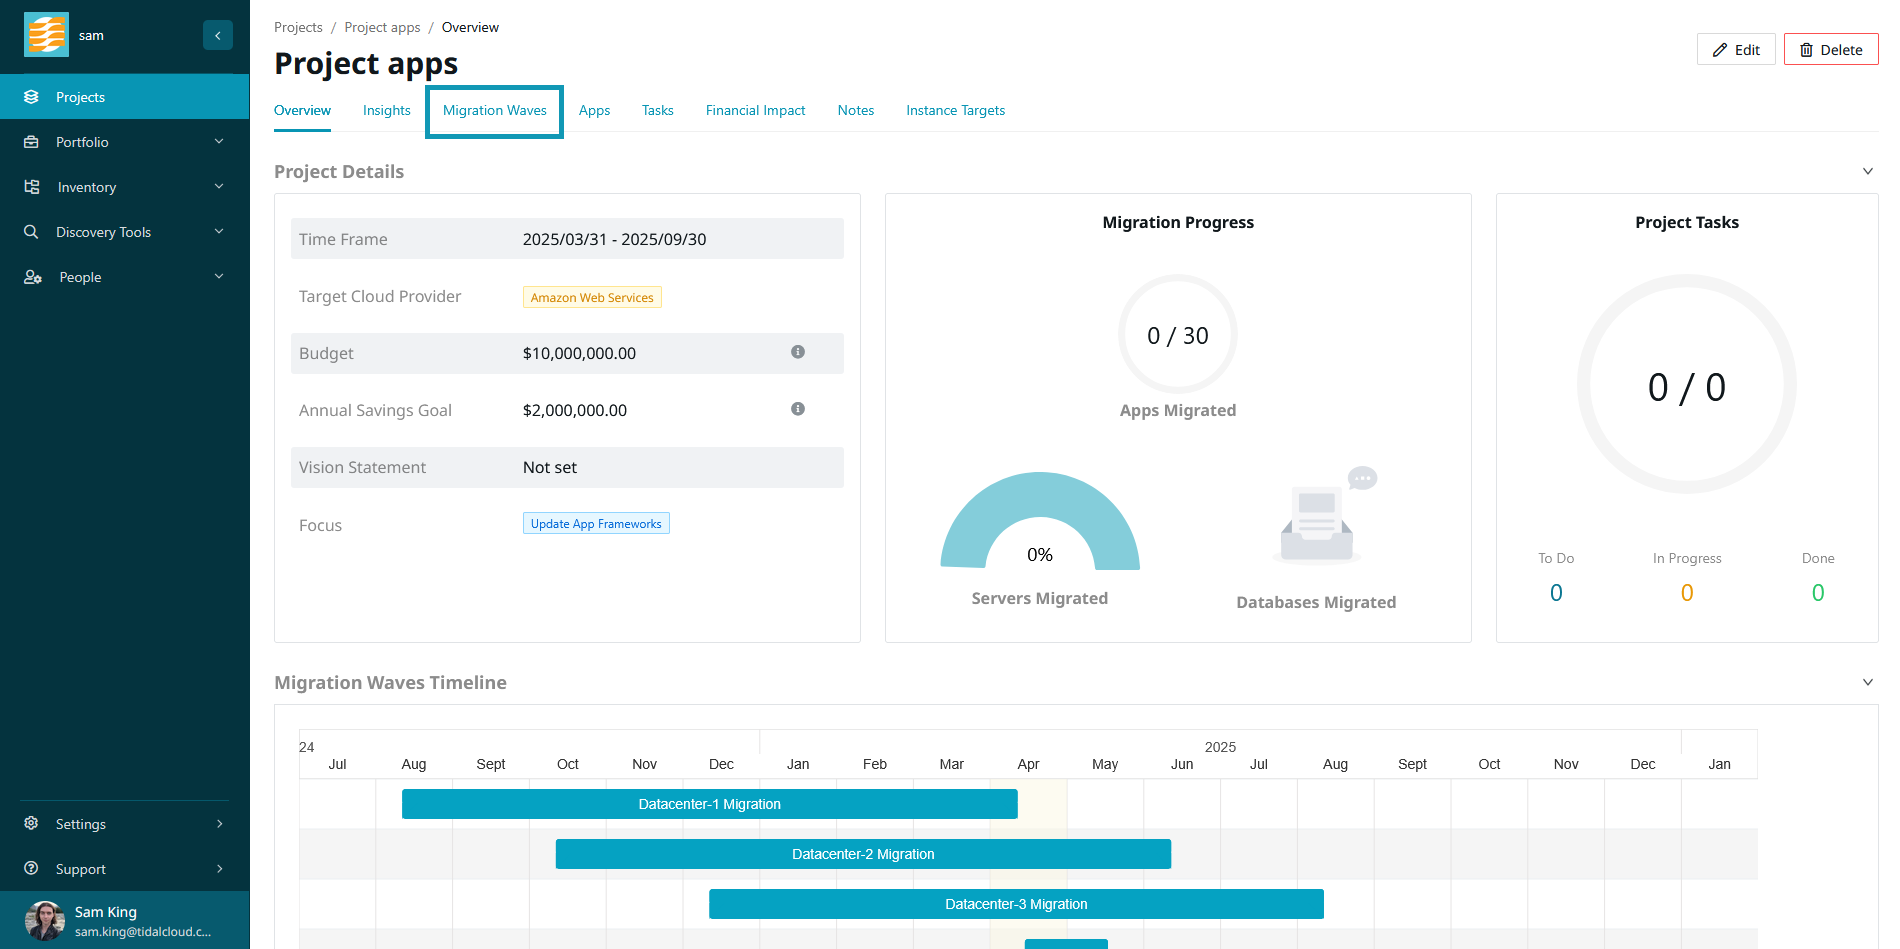 sam
Projects
Portfolio
Inventory
Discovery Tools
People
Settings
Support
Sam King
sam.king@tidalcloud.c...
Projects / Project apps / Overview
Project apps
Edit
Delete
Overview
Insights
Migration Waves
Apps
Tasks
Financial Impact
Notes
Instance Targets
Project Details
Time Frame 2025/03/31 - 2025/09/30
Target Cloud Provider Amazon Web Services
Budget $10,000,000.00
Annual Savings Goal $2,000,000.00
Vision Statement Not set
Focus Update App Frameworks
Migration Progress
0 / 30
Apps Migrated
0%
Servers Migrated
Databases Migrated
Project Tasks
0 / 0
To Do In Progress Done
0 0 0
Migration Waves Timeline
24 2025
Jul Aug Sept Oct Nov Dec Jan Feb Mar Apr May Jun Jul Aug Sept Oct Nov Dec Jan
Datacenter-1 Migration
Datacenter-2 Migration
Datacenter-3 Migration